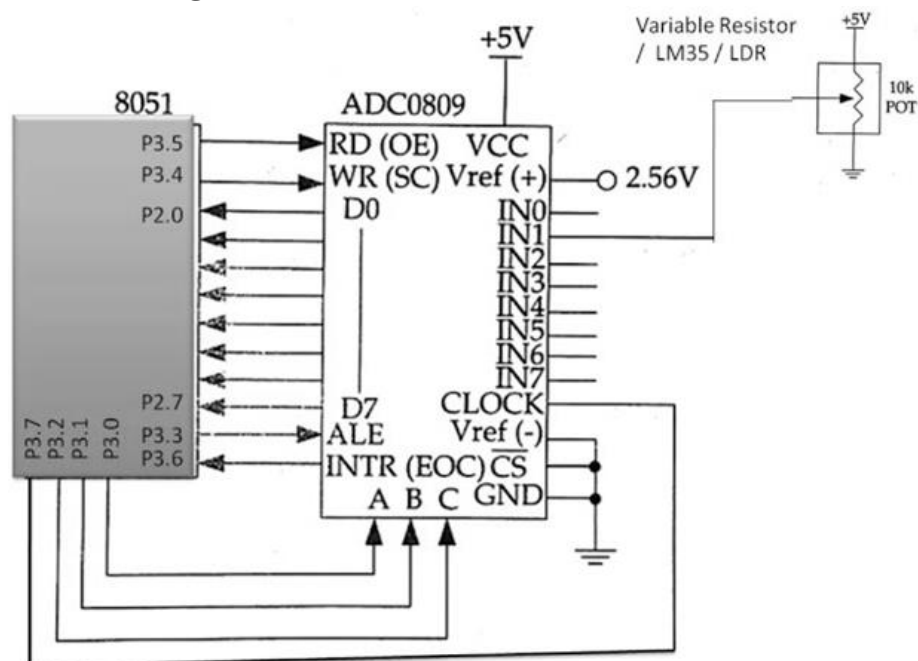 Variable Resistor
/ LM35 / LDR
+5V
10k
POT
+5V
8051
ADC0809
P3.5
RD (OE)
VCC
P3.4
WR (SC)
Vref (+)
2.56V
P2.0
D0
IN0
IN1
IN2
IN3
IN4
IN5
IN6
IN7
P2.7
D7
CLOCK
P3.3
ALE
Vref (-)
P3.6
INTR (EOC)
CS
GND
A B C
P3.7
P3.2
P3.1
P3.0